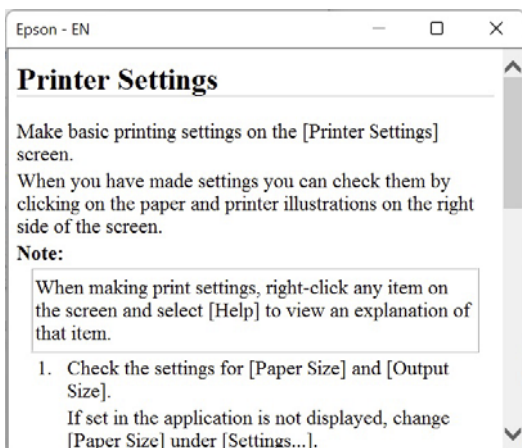 Epson - EN
Printer Settings
Make basic printing settings on the [Printer Settings]
screen.
When you have made settings you can check them by
clicking on the paper and printer illustrations on the right
side of the screen.
Note:
When making print settings, right-click any item on
the screen and select [Help] to view an explanation of
that item.
1. Check the settings for [Paper Size] and [Output
Size].
If set in the application is not displayed, change
[Paper Size] under [Settings...].